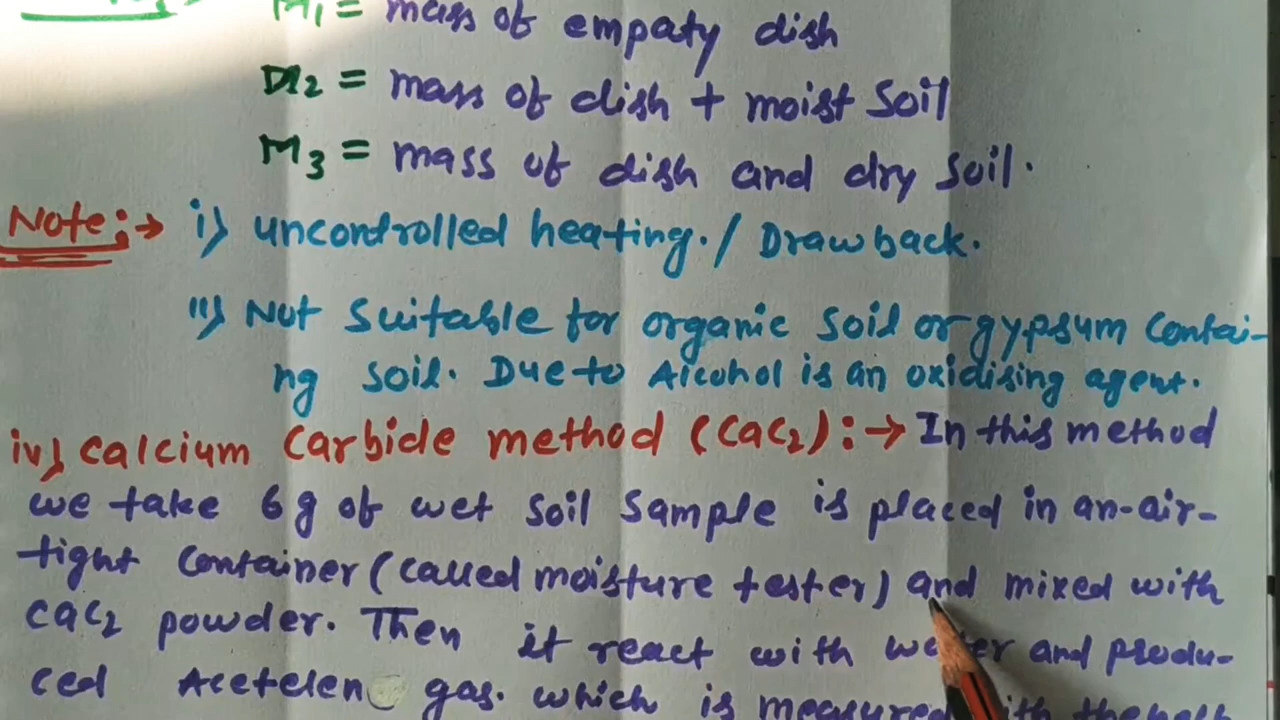 M₁ = mass of empaty dish
M₂ = mass of dish + moist Soil
M₃ = mass of dish and dry soil.
Note:→ i) uncontrolled heating. / Drawback.
ii) Not Suitable for organic soil or gypsum Contai-
ng soil. Due to Alcohol is an oxidising agent.
iv) Calcium Carbide method (CaC₂) :→ In this method
we take 6g of wet soil sample is placed in an-air-
tight Container (called moisture tester) and mixed with
CaC₂ powder. Then it react with water and produ-
ced Acetelen gas. which is measured with the help